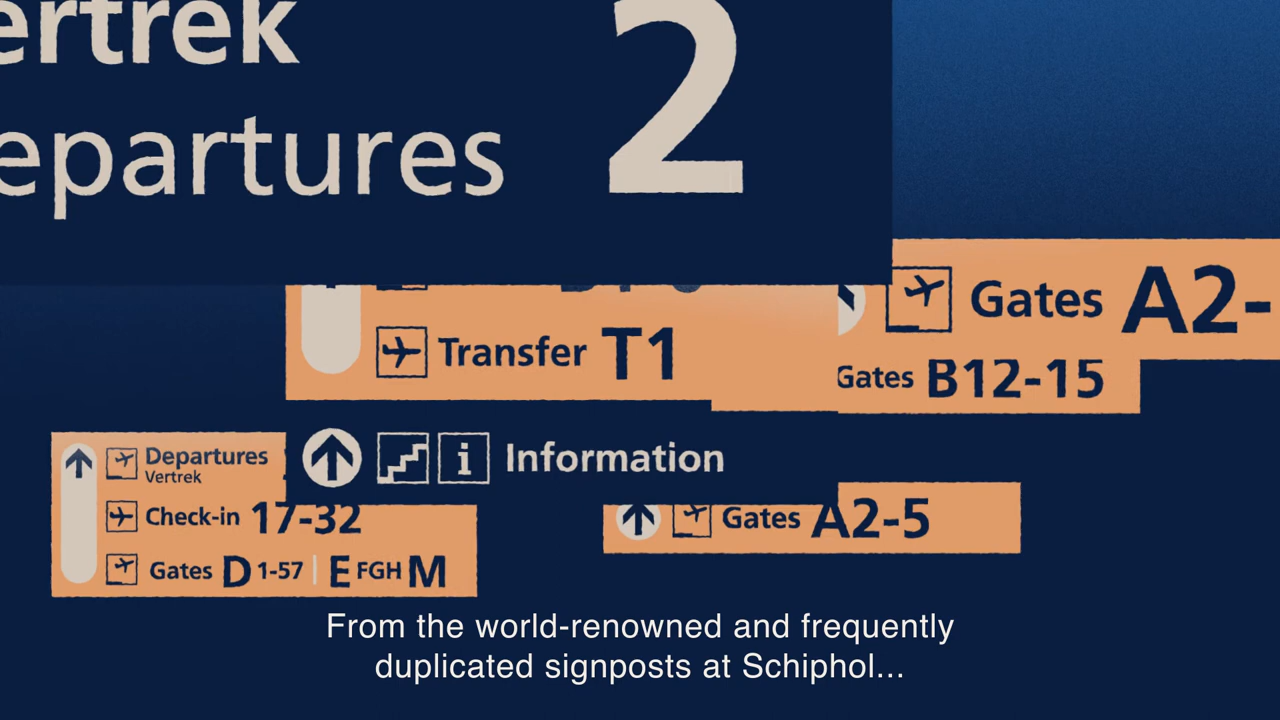 ertrek
epartures 2
Transfer T1
Gates A2-
Gates B12-15
Information
Departures
Vertrek
Check-in 17-32
Gates D 1-57 | E FGH M
Gates A2-5
From the world-renowned and frequently
duplicated signposts at Schiphol...